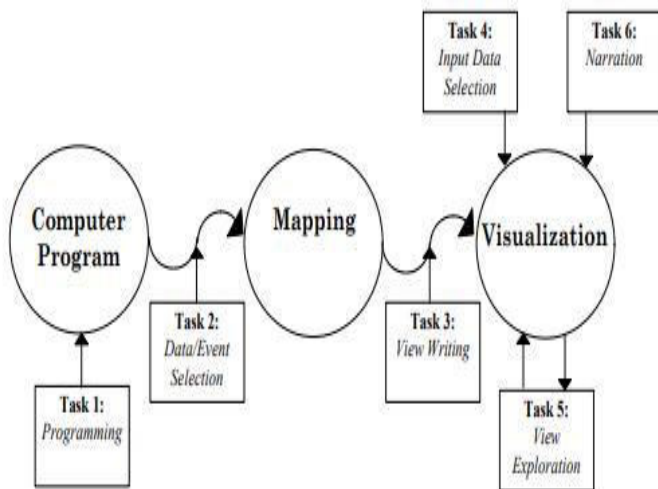 Task 4:
Input Data
Selection
Task 6:
Narration
Computer
Program
Mapping
Visualization
Task 2:
Data/Event
Selection
Task 3:
View Writing
Task 1:
Programming
Task 5:
View
Exploration